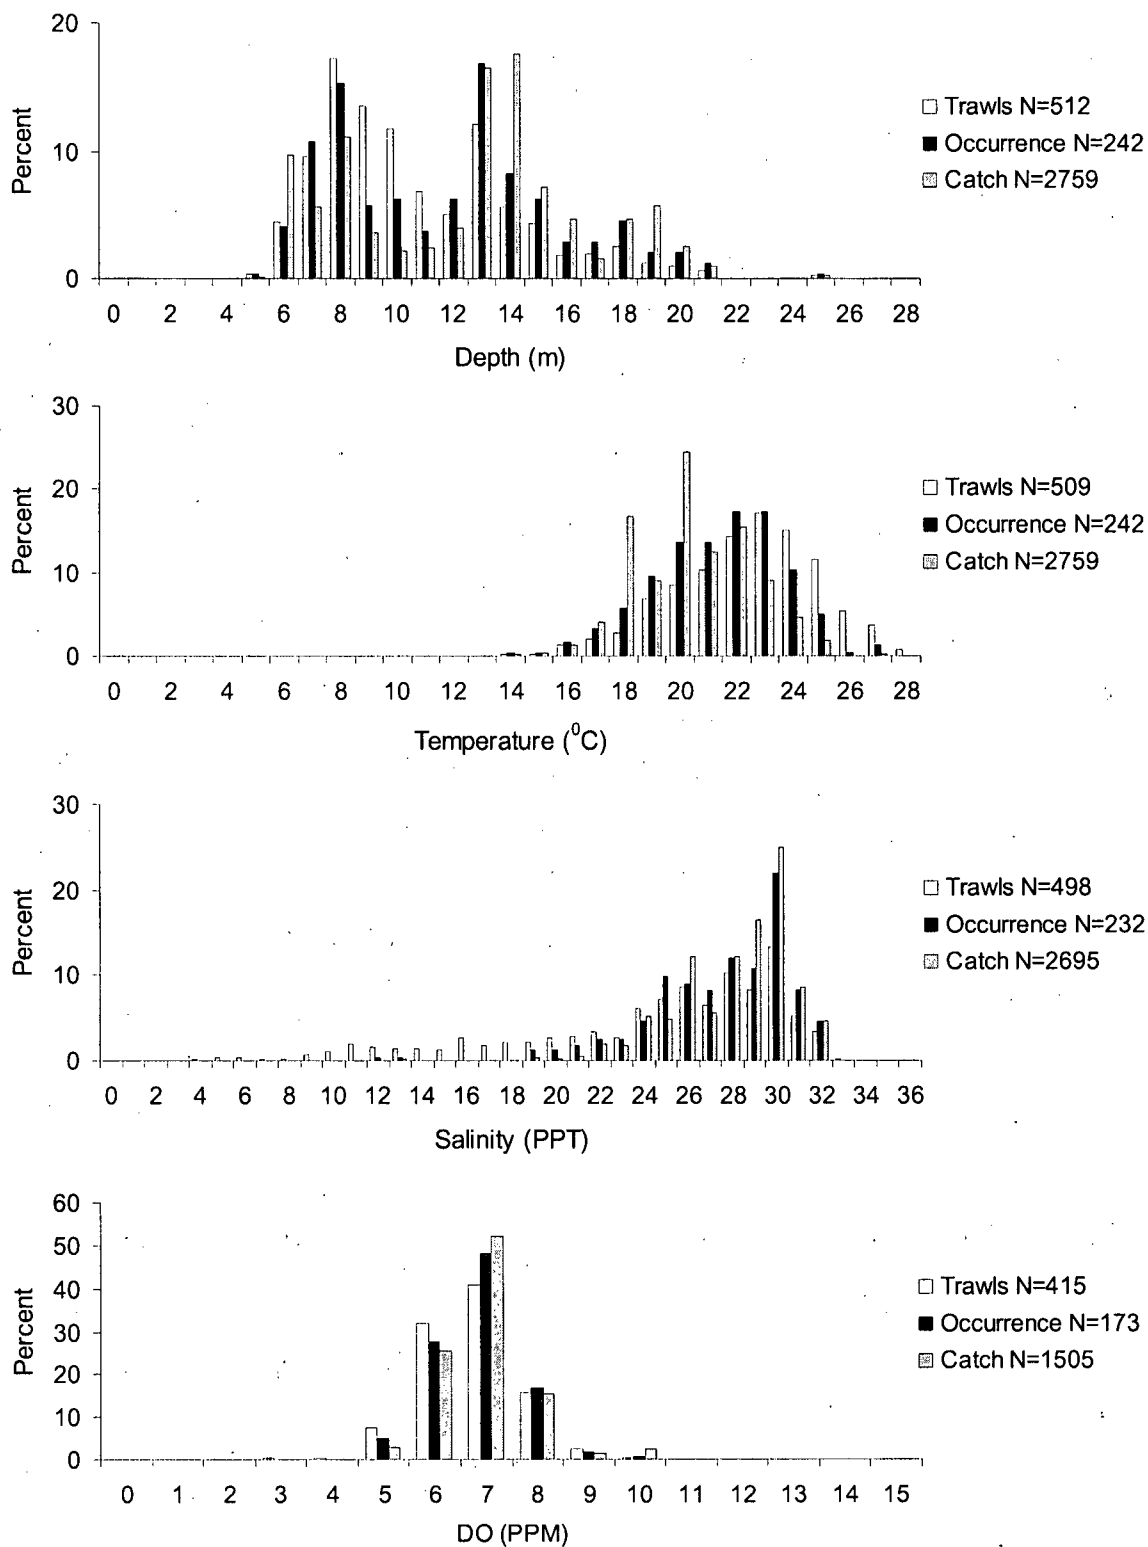 20
10
0
Percent
0 2 4 6 8 10 12 14 16 18 20 22 24 26 28
Depth (m)
Trawls N=512
Occurrence N=242
Catch N=2759
30
20
10
0
Percent
0 2 4 6 8 10 12 14 16 18 20 22 24 26 28
Temperature (⁰C)
Trawls N=509
Occurrence N=242
Catch N=2759
30
20
10
0
Percent
0 2 4 6 8 10 12 14 16 18 20 22 24 26 28 30 32 34 36
Salinity (PPT)
Trawls N=498
Occurrence N=232
Catch N=2695
60
50
40
30
20
10
0
Percent
0 1 2 3 4 5 6 7 8 9 10 11 12 13 14 15
DO (PPM)
Trawls N=415
Occurrence N=173
Catch N=1505